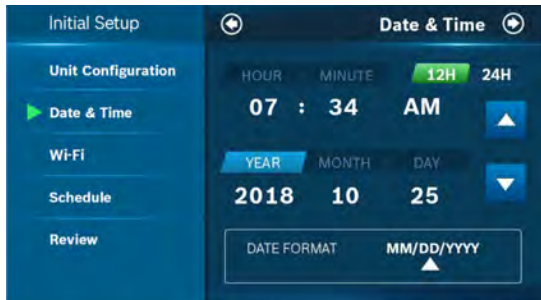 Initial Setup
Date & Time
Unit Configuration
Date & Time
Wi-Fi
Schedule
Review
HOUR MINUTE 12H 24H
07 : 34 AM
YEAR MONTH DAY
2018 10 25
DATE FORMAT MM/DD/YYYY